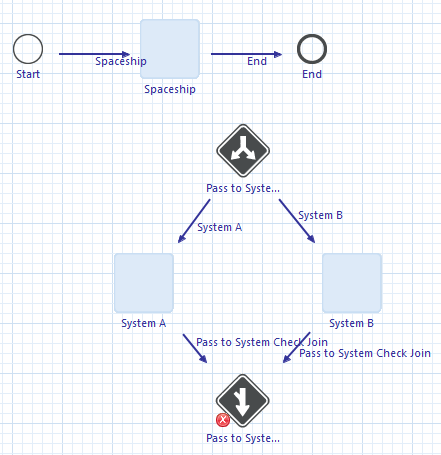 Start
Spaceship
Spaceship
End
End
Pass to Syste...
System A
System B
System A
System B
Pass to System Check Join
Pass to System Check Join
Pass to Syste...